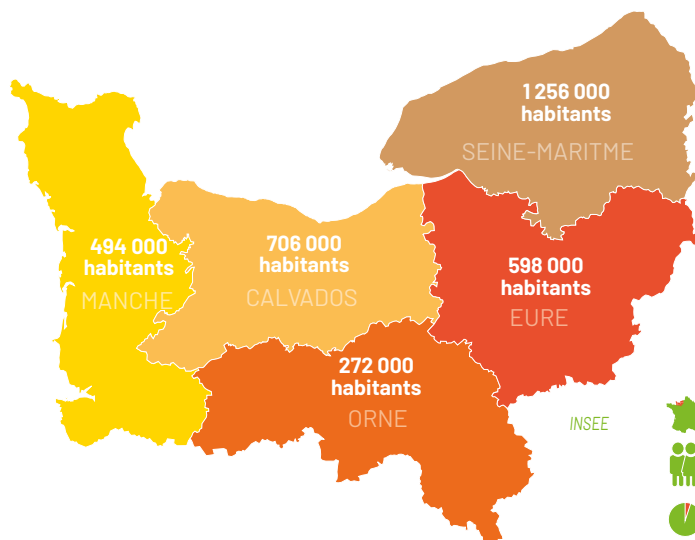 1 256 000
habitants
SEINE-MARITME
494 000
habitants
MANCHE
706 000
habitants
CALVADOS
598 000
habitants
EURE
272 000
habitants
ORNE
INSEE